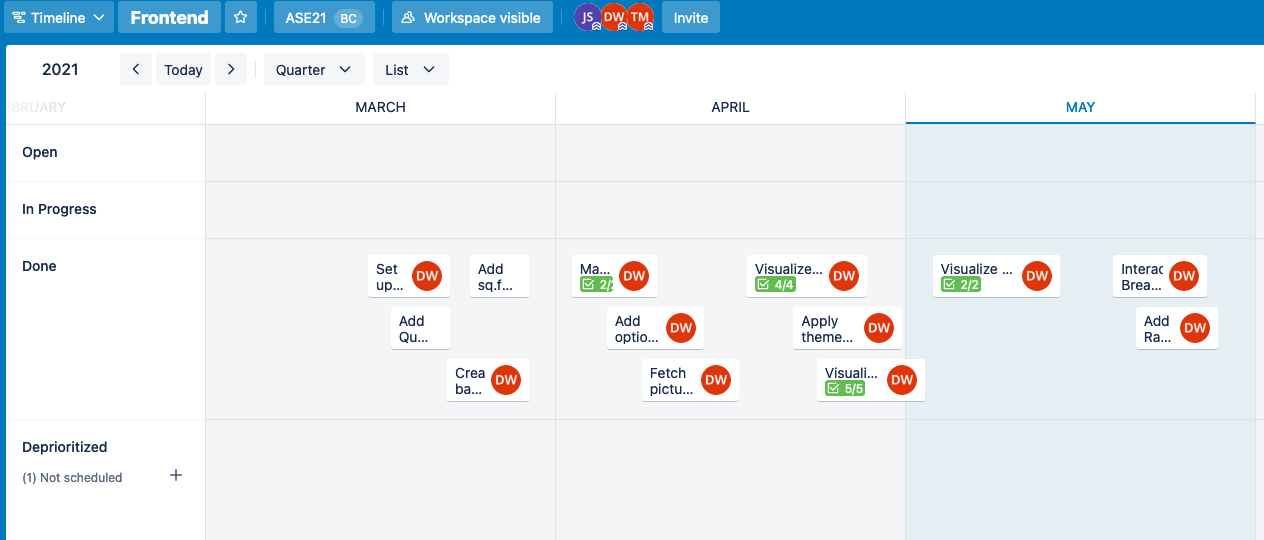 Timeline
Frontend
ASE21 BC
Workspace visible
JS DW TM
Invite
2021
Today
Quarter
List
EBRUARY
MARCH
APRIL
MAY
Open
In Progress
Done
Set
up...
DW
Add
sq.f...
Add
Qu...
Crea
ba...
DW
Ma...
2/2
DW
Add
optio...
DW
Fetch
pictu...
DW
Visualize...
4/4
DW
Apply
theme...
DW
Visuali...
5/5
DW
Visualize ...
2/2
DW
Interac
Brea...
DW
Add
Ra...
DW
Deprioritized
(1) Not scheduled